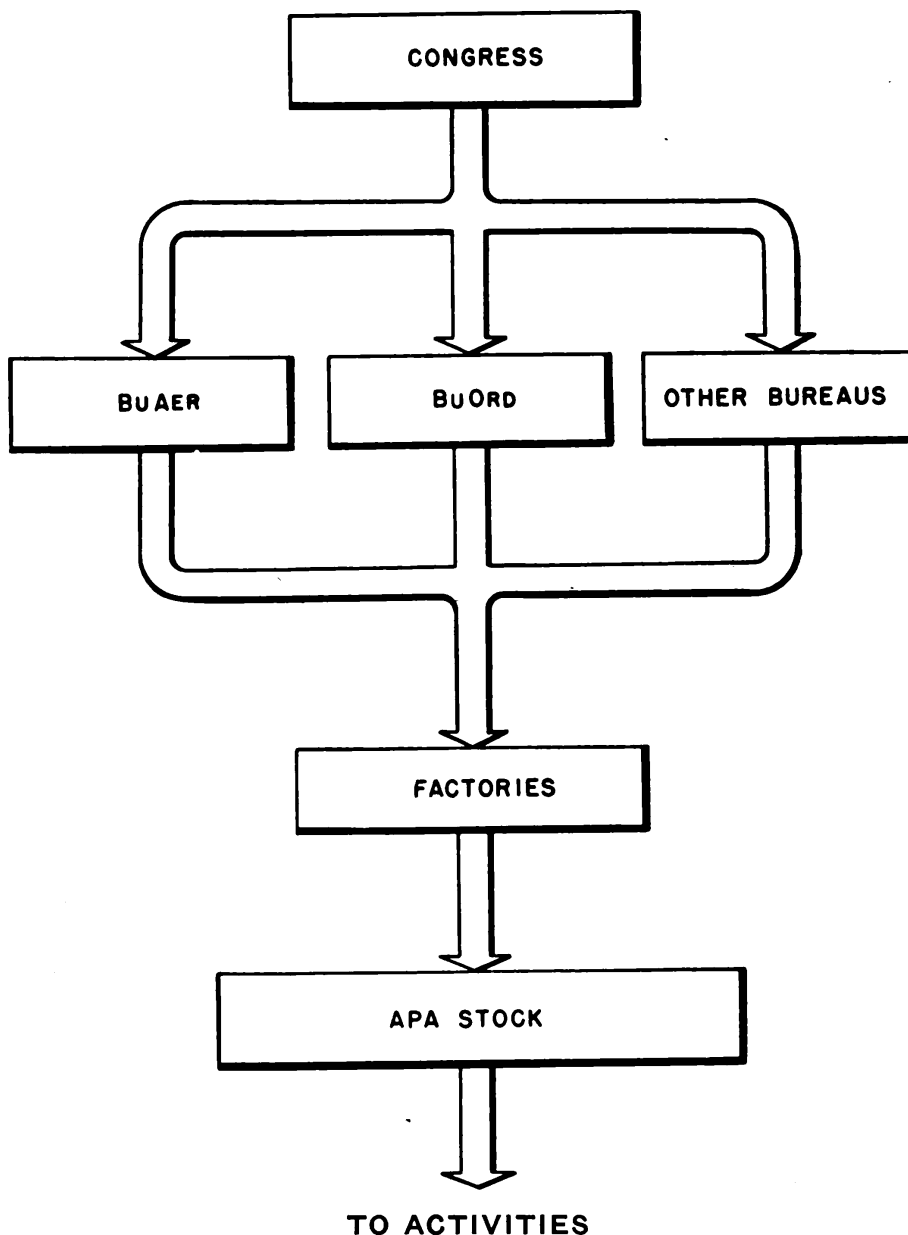 CONGRESS
BUAER
BUORD
OTHER BUREAUS
FACTORIES
APA STOCK
TO ACTIVITIES